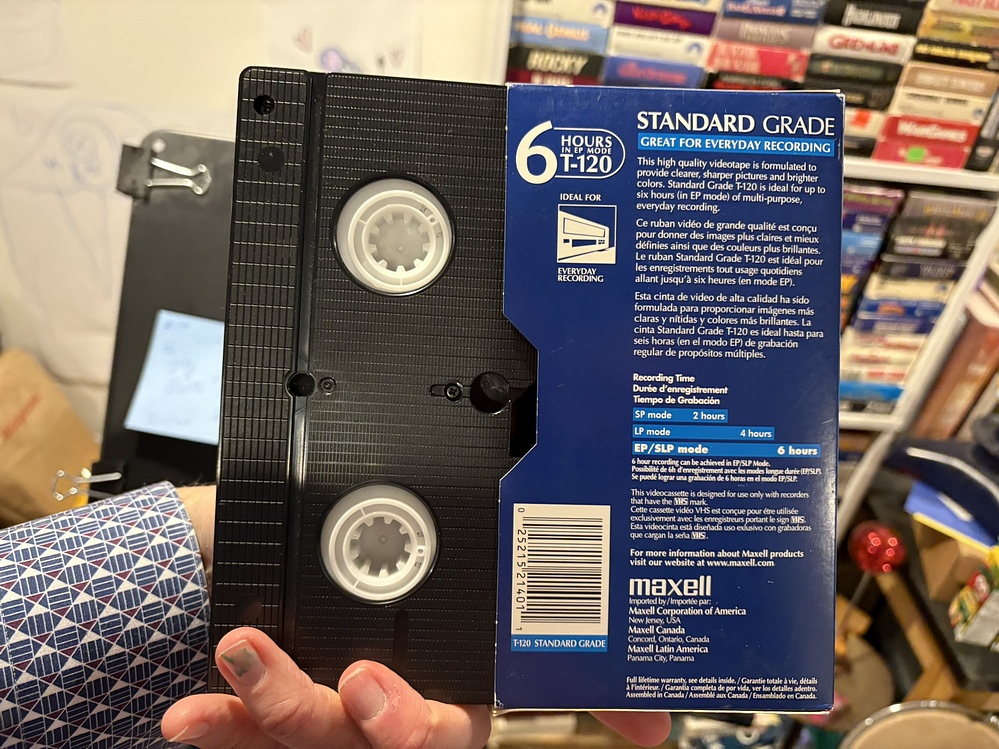 ROCKY
GREMLINS
WARGAMES
6
HOURS
IN EP MODE
T-120
IDEAL FOR
EVERYDAY
RECORDING
STANDARD GRADE
GREAT FOR EVERYDAY RECORDING
This high quality videotape is formulated to
provide clearer, sharper pictures and brighter
colors. Standard Grade T-120 is ideal for up to
six hours (in EP mode) of multi-purpose,
everyday recording.
Ce ruban vidéo de grande qualité est conçu
pour donner des images plus claires et mieux
définies ainsi que des couleurs plus brillantes.
Le ruban Standard Grade T-120 est idéal pour
les enregistrements tout usage quotidiens
allant jusqu'à six heures (en mode EP).
Esta cinta de video de alta calidad ha sido
formulada para proporcionar imágenes más
claras y nítidas y colores más brillantes. La
cinta Standard Grade T-120 es ideal hasta para
seis horas (en el modo EP) de grabación
regular de propósitos múltiples.
Recording Time
Durée d'enregistrement
Tiempo de Grabación
SP mode 2 hours
LP mode 4 hours
EP/SLP mode 6 hours
6 hour recording can be achieved in EP/SLP Mode.
Possibilité de 6h d'enregistrement avec les modes longue durée (EP/SLP).
Se puede lograr una grabación de 6 horas en el modo EP/SLP.
This videocassette is designed for use only with recorders
that have the VHS mark.
Cette cassette vidéo VHS est conçue pour être utilisée
exclusivement avec les enregistreurs portant le sign VHS.
Esta videocinta está diseñada uso exlusivo con grabadoras
que cargan la seña VHS.
For more information about Maxell products
visit our website at www.maxell.com
maxell
Imported by / Importée par:
Maxell Corporation of America
New Jersey, USA
Maxell Canada
Concord, Ontario, Canada
Maxell Latin America
Panama City, Panama
Full lifetime warranty, see details inside. / Garantie totale à vie, détails
à l'intérieur. / Garantía completa de por vida, ver los detalles adentro.
Assembled in Canada / Assemblé aux Canada / Ensamblado en Canada.
0 25215 21401 1
T-120 STANDARD GRADE